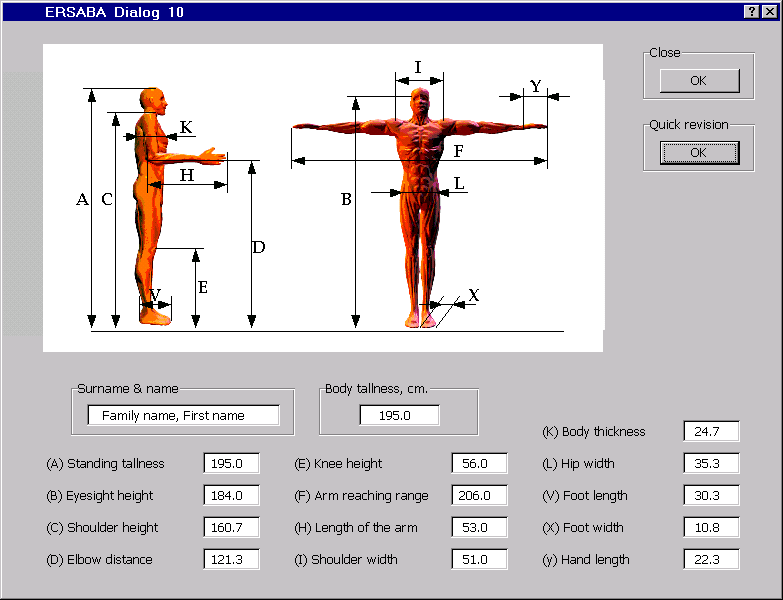 ERSABA Dialog 10
? X
I
Y
K
F
H
L
A
C
B
D
E
V
X
Close
OK
Quick revision
OK
Surname & name
Family name, First name
Body tallness, cm.
195.0
(A) Standing tallness 195.0
(B) Eyesight height 184.0
(C) Shoulder height 160.7
(D) Elbow distance 121.3
(E) Knee height 56.0
(F) Arm reaching range 206.0
(H) Length of the arm 53.0
(I) Shoulder width 51.0
(K) Body thickness 24.7
(L) Hip width 35.3
(V) Foot length 30.3
(X) Foot width 10.8
(y) Hand length 22.3